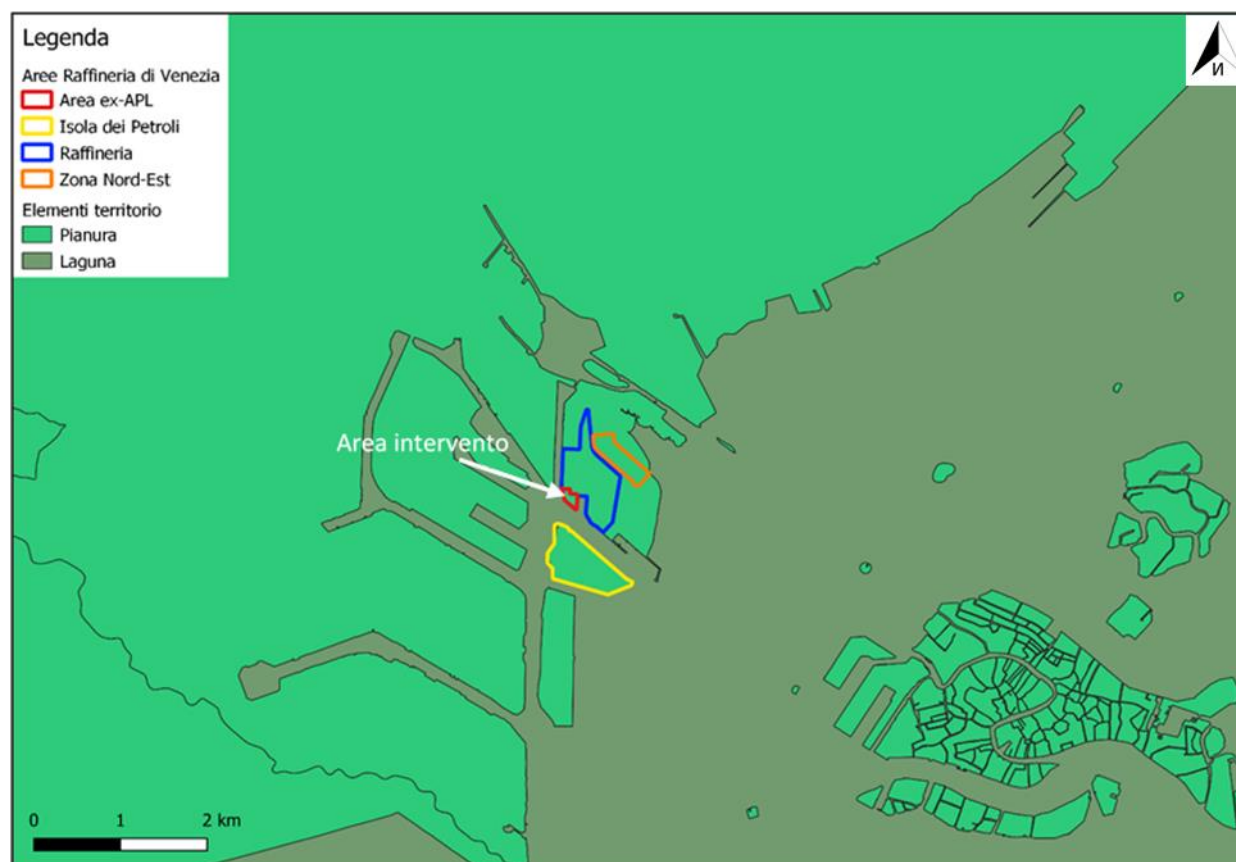 Legenda
Aree Raffineria di Venezia
Area ex-APL
Isola dei Petroli
Raffineria
Zona Nord-Est
Elementi territorio
Pianura
Laguna
N
Area intervento
0 1 2 km